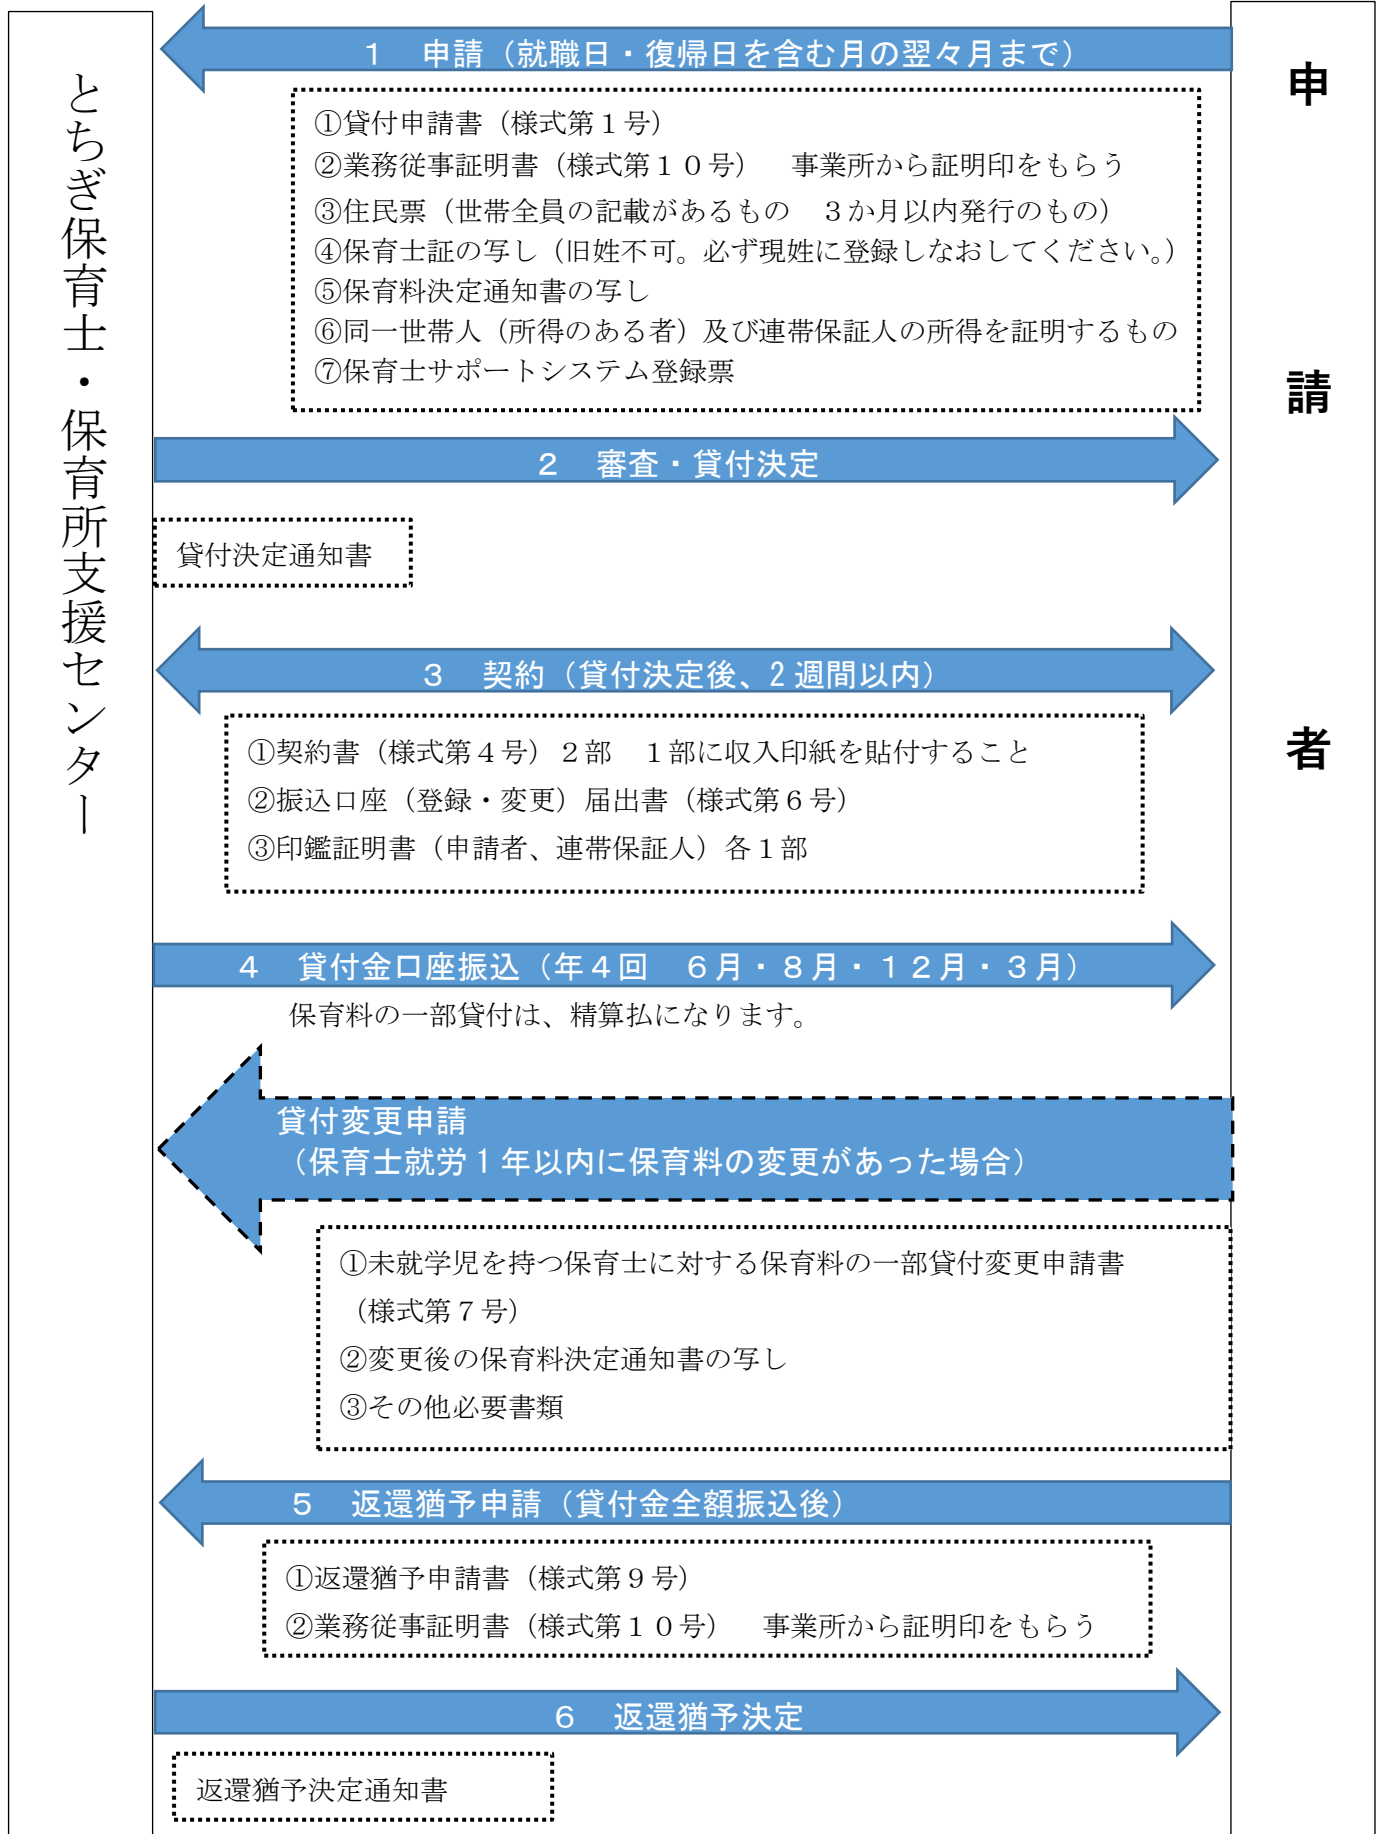 とちぎ保育士・保育所支援センター
申請者
１　申請（就職日・復帰日を含む月の翌々月まで）
①貸付申請書（様式第１号）
②業務従事証明書（様式第１０号）　事業所から証明印をもらう
③住民票（世帯全員の記載があるもの　３か月以内発行のもの）
④保育士証の写し（旧姓不可。必ず現姓に登録しなおしてください。）
⑤保育料決定通知書の写し
⑥同一世帯人（所得のある者）及び連帯保証人の所得を証明するもの
⑦保育士サポートシステム登録票
２　審査・貸付決定
貸付決定通知書
３　契約（貸付決定後、2 週間以内）
①契約書（様式第４号）２部　１部に収入印紙を貼付すること
②振込口座（登録・変更）届出書（様式第６号）
③印鑑証明書（申請者、連帯保証人）各１部
４　貸付金口座振込（年４回　６月・８月・１２月・３月）
保育料の一部貸付は、精算払になります。
貸付変更申請
（保育士就労１年以内に保育料の変更があった場合）
①未就学児を持つ保育士に対する保育料の一部貸付変更申請書
（様式第７号）
②変更後の保育料決定通知書の写し
③その他必要書類
５　返還猶予申請（貸付金全額振込後）
①返還猶予申請書（様式第９号）
②業務従事証明書（様式第１０号）　事業所から証明印をもらう
６　返還猶予決定
返還猶予決定通知書